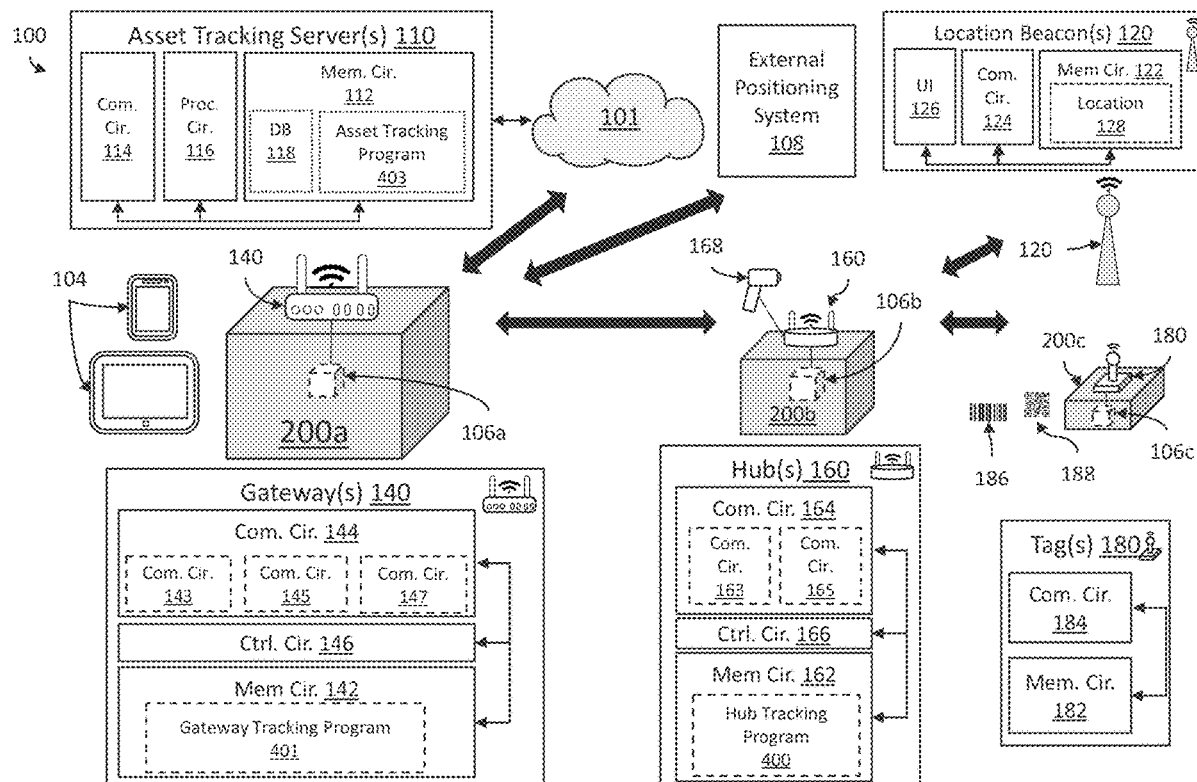 100
Asset Tracking Server(s) 110
Com.
Cir.
114
Proc.
Cir.
116
Mem. Cir.
112
DB
118
Asset Tracking
Program
403
101
External
Positioning
System
108
Location Beacon(s) 120
UI
126
Com.
Cir.
124
Mem Cir. 122
Location
128
104
140
200a
106a
168
160
106b
200b
120
200c
180
186
188
106c
Gateway(s) 140
Com. Cir. 144
Com. Cir.
143
Com. Cir.
145
Com. Cir.
147
Ctrl. Cir. 146
Mem Cir. 142
Gateway Tracking Program
401
Hub(s) 160
Com. Cir. 164
Com.
Cir.
163
Com.
Cir.
165
Ctrl. Cir. 166
Mem Cir. 162
Hub Tracking
Program
400
Tag(s) 180
Com. Cir.
184
Mem. Cir.
182